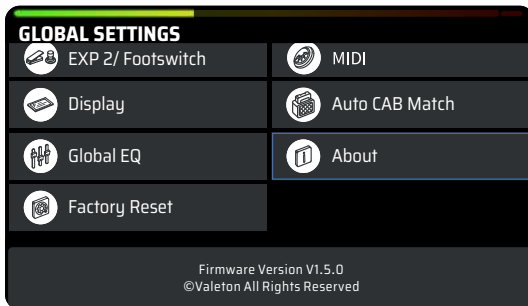 GLOBAL SETTINGS
EXP 2/ Footswitch
MIDI
Display
Auto CAB Match
Global EQ
About
Factory Reset
Firmware Version V1.5.0
©Valeton All Rights Reserved